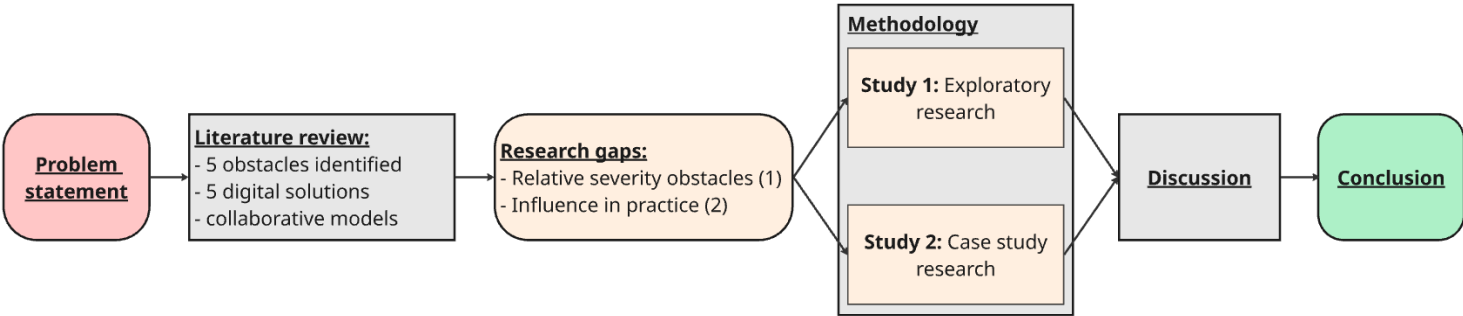 Problem
statement
Literature review:
- 5 obstacles identified
- 5 digital solutions
- collaborative models
Research gaps:
- Relative severity obstacles (1)
- Influence in practice (2)
Methodology
Study 1: Exploratory
research
Study 2: Case study
research
Discussion
Conclusion